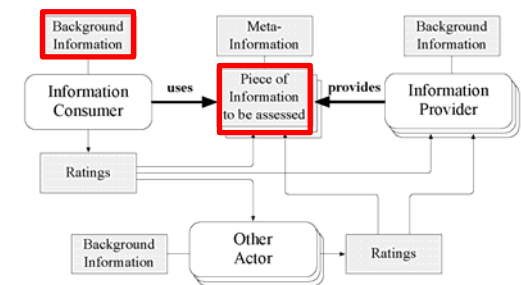 Background
Information
Meta-
Information
Background
Information
Information
Consumer
uses
Piece of
Information
to be assessed
provides
Information
Provider
Ratings
Background
Information
Other
Actor
Ratings